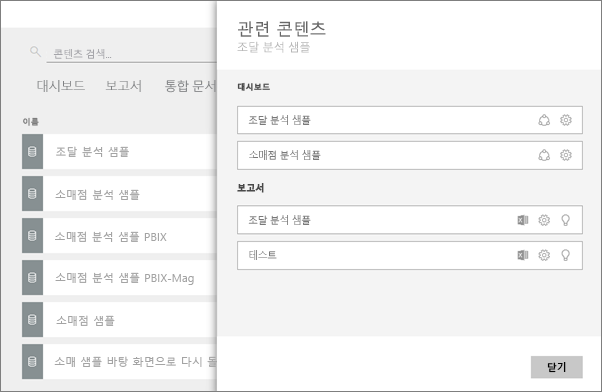 콘텐츠 검색...
대시보드 보고서 통합 문서
이름
조달 분석 샘플
소매점 분석 샘플
소매점 분석 샘플 PBIX
소매점 분석 샘플 PBIX-Mag
소매점 샘플
소매 샘플 바탕 화면으로 다시 돌
관련 콘텐츠
조달 분석 샘플
대시보드
조달 분석 샘플
소매점 분석 샘플
보고서
조달 분석 샘플
테스트
닫기